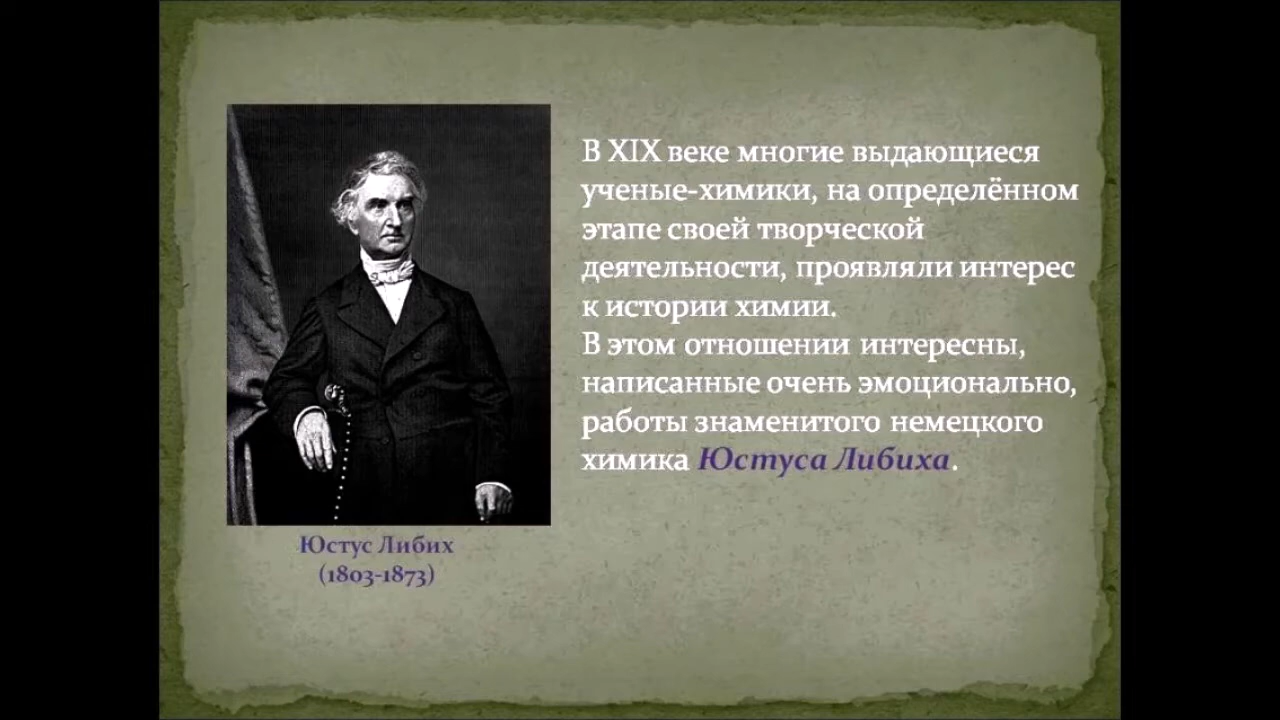 В XIX веке многие выдающиеся
ученые-химики, на определённом
этапе своей творческой
деятельности, проявляли интерес
к истории химии.
В этом отношении интересны,
написанные очень эмоционально,
работы знаменитого немецкого
химика Юстуса Либиха.
Юстус Либих
(1803-1873)